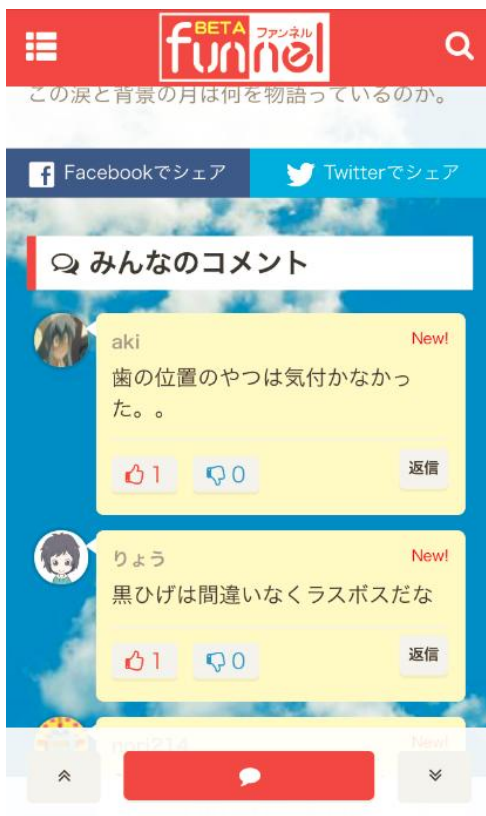 BETA
funnel
ファンネル
この涙と背景の月は何を物語っているのか。
Facebookでシェア
Twitterでシェア
みんなのコメント
aki
New!
歯の位置のやつは気付かなかっ
た。。
1
0
返信
りょう
New!
黒ひげは間違いなくラスボスだな
1
0
返信
nori214
New!